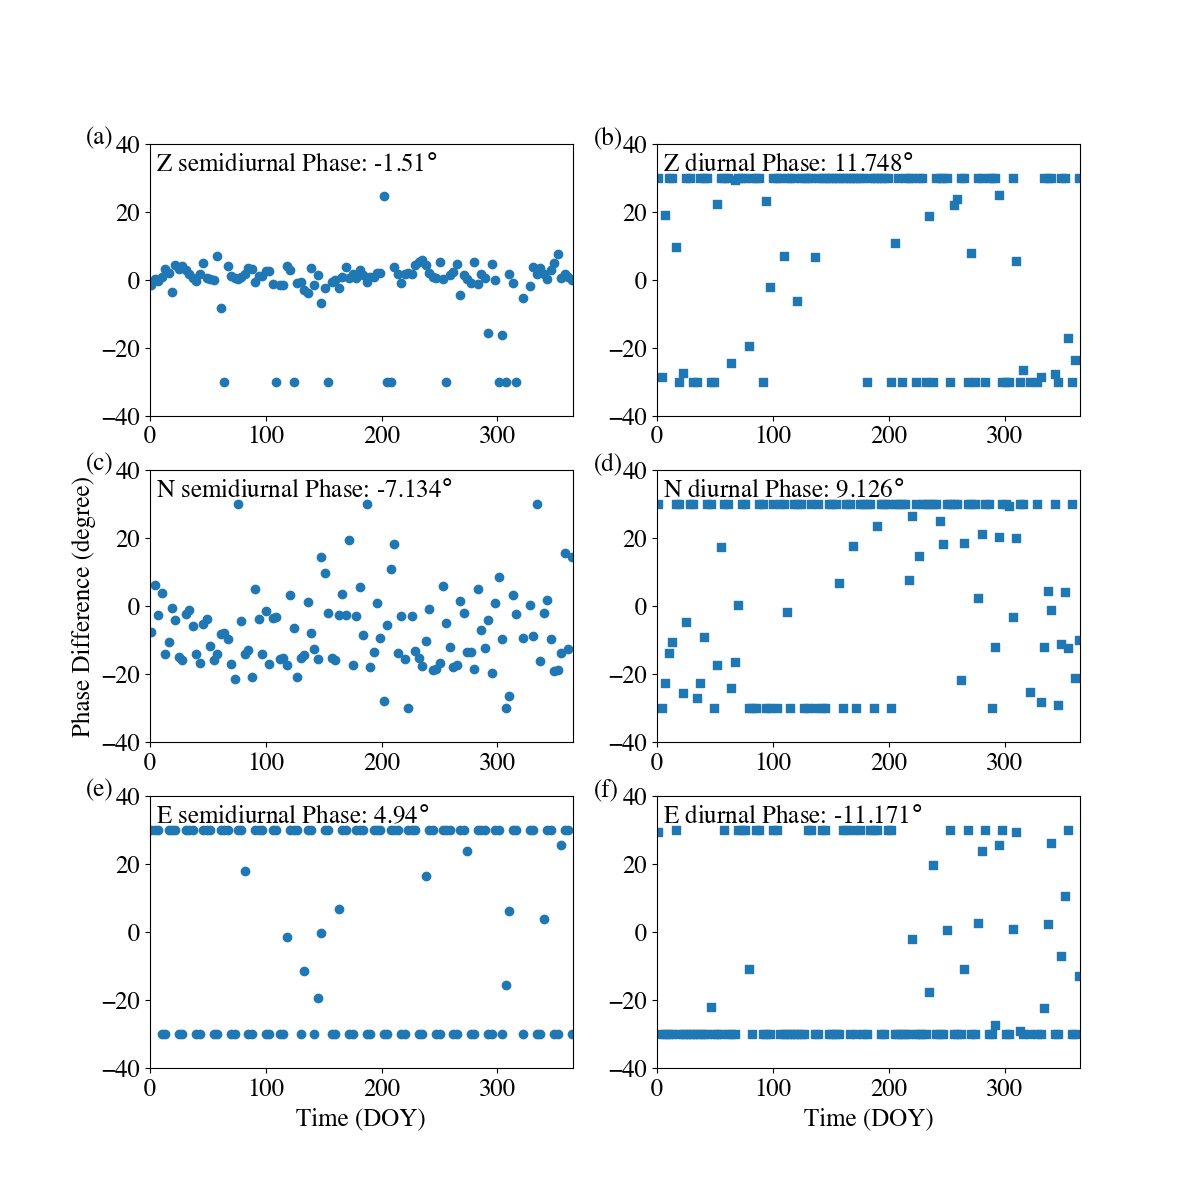 (a)
Z semidiurnal Phase: -1.51°
40
20
0
−20
−40
0 100 200 300
(b)
Z diurnal Phase: 11.748°
40
20
0
−20
−40
0 100 200 300
Phase Difference (degree)
(c)
N semidiurnal Phase: -7.134°
40
20
0
−20
−40
0 100 200 300
(d)
N diurnal Phase: 9.126°
40
20
0
−20
−40
0 100 200 300
(e)
E semidiurnal Phase: 4.94°
40
20
0
−20
−40
0 100 200 300
Time (DOY)
(f)
E diurnal Phase: -11.171°
40
20
0
−20
−40
0 100 200 300
Time (DOY)